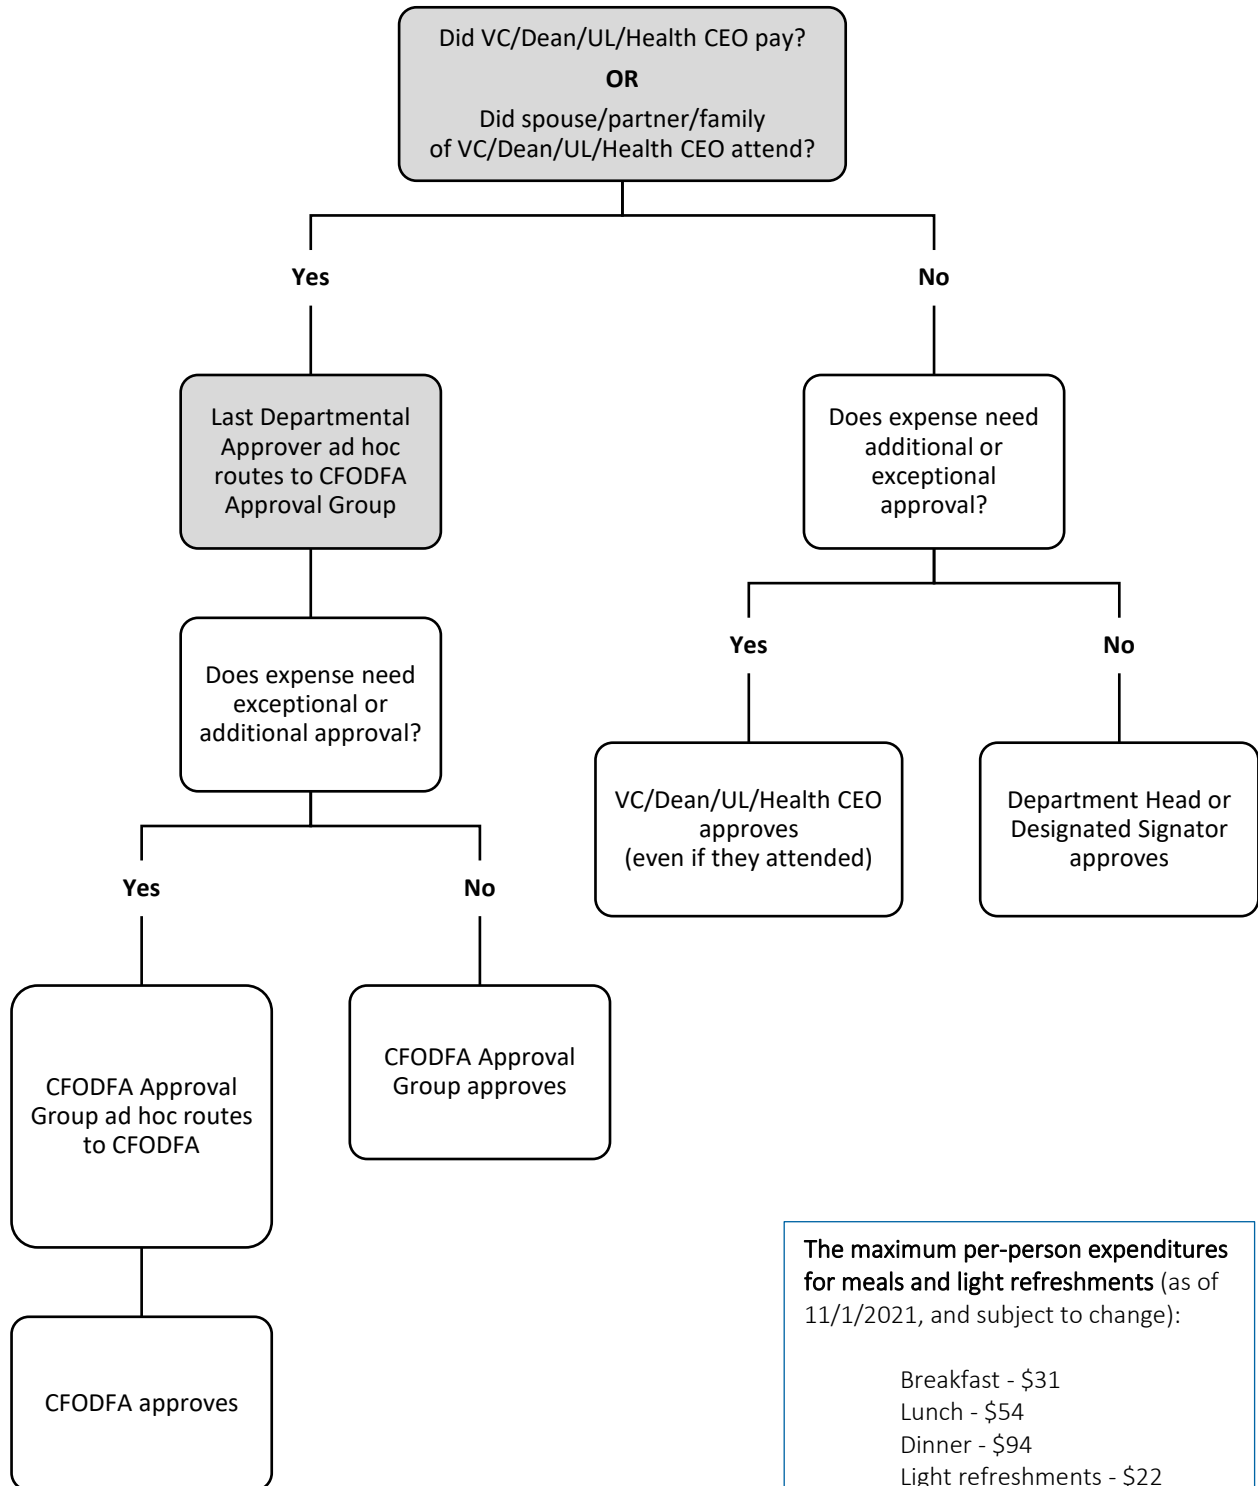 Did VC/Dean/UL/Health CEO pay?
OR
Did spouse/partner/family
of VC/Dean/UL/Health CEO attend?
Yes
No
Last Departmental
Approver ad hoc
routes to CFODFA
Approval Group
Does expense need
additional or
exceptional
approval?
Does expense need
exceptional or
additional approval?
Yes
No
VC/Dean/UL/Health CEO
approves
(even if they attended)
Department Head or
Designated Signator
approves
Yes
No
CFODFA Approval
Group ad hoc routes
to CFODFA
CFODFA Approval
Group approves
CFODFA approves
The maximum per-person expenditures
for meals and light refreshments (as of
11/1/2021, and subject to change):
Breakfast - $31
Lunch - $54
Dinner - $94
Light refreshments - $22